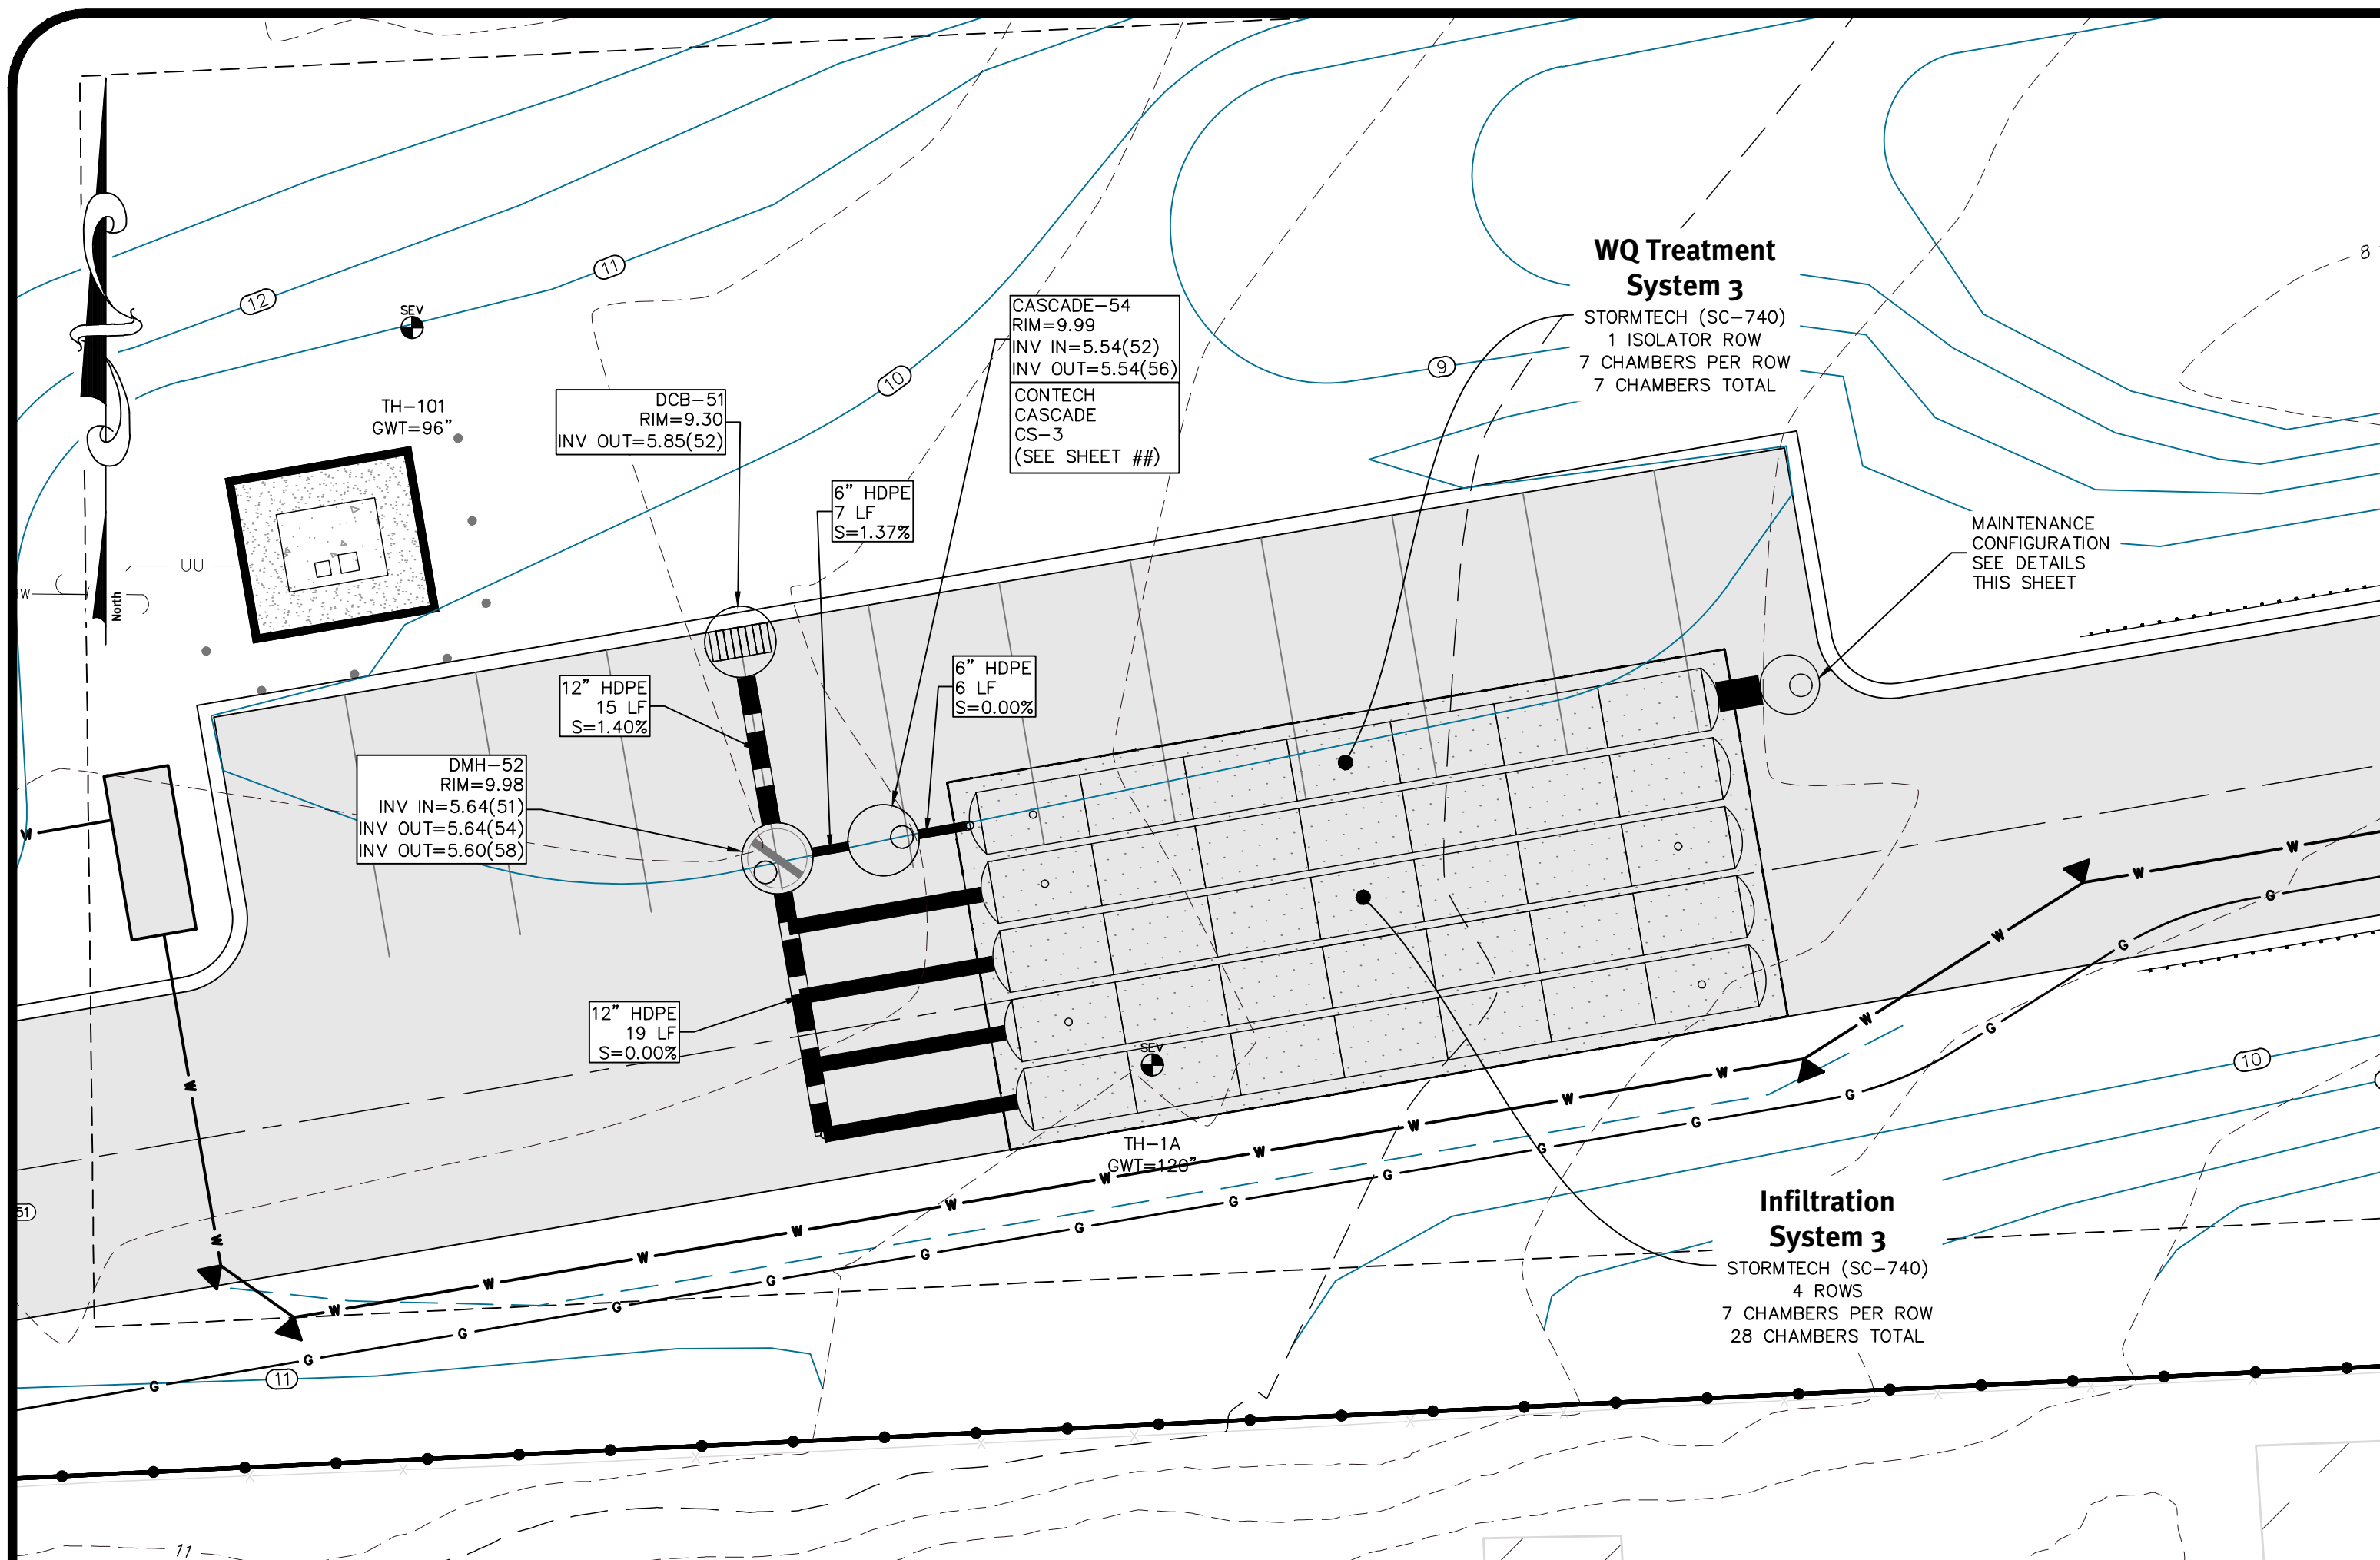 8
WQ Treatment
System 3
STORMTECH (SC-740)
1 ISOLATOR ROW
7 CHAMBERS PER ROW
7 CHAMBERS TOTAL
11
12
SEV
CASCADE-54
RIM=9.99
INV IN=5.54(52)
INV OUT=5.54(56)
CONTECH
CASCADE
CS-3
(SEE SHEET ##)
10
9
DCB-51
RIM=9.30
INV OUT=5.85(52)
TH-101
GWT=96"
6" HDPE
7 LF
S=1.37%
MAINTENANCE
CONFIGURATION
SEE DETAILS
THIS SHEET
UU
W
North
6" HDPE
6 LF
S=0.00%
12" HDPE
15 LF
S=1.40%
DMH-52
RIM=9.98
INV IN=5.64(51)
INV OUT=5.64(54)
INV OUT=5.60(58)
W
W
W
G
W
G
12" HDPE
19 LF
S=0.00%
W
G
SEV
10
W
W
W
W
W
G
G
TH-1A
GWT=120"
W
W
G
G
51
W
W
G
G
Infiltration
System 3
STORMTECH (SC-740)
4 ROWS
7 CHAMBERS PER ROW
28 CHAMBERS TOTAL
W
W
W
W
G
G
G
G
G
G
G
11
11